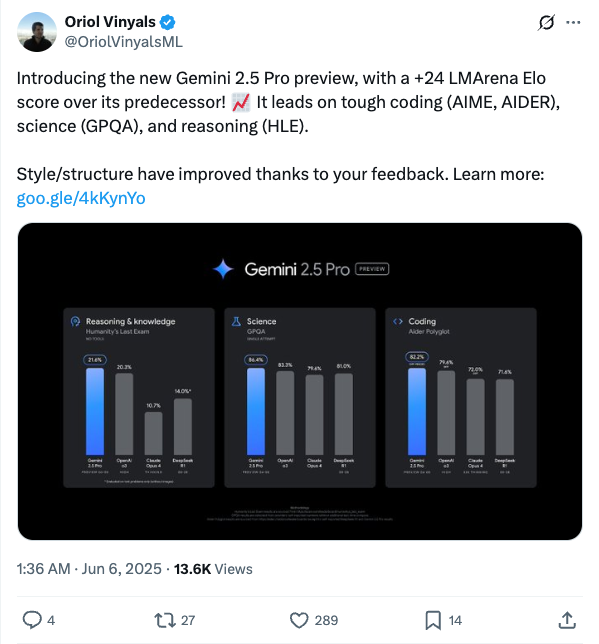 Oriol Vinyals
@OriolVinyalsML
Introducing the new Gemini 2.5 Pro preview, with a +24 LMArena Elo
score over its predecessor! 📈 It leads on tough coding (AIME, AIDER),
science (GPQA), and reasoning (HLE).
Style/structure have improved thanks to your feedback. Learn more:
goo.gle/4kKynYo
Gemini 2.5 Pro PREVIEW
Reasoning & knowledge
Humanity's Last Exam
NO TOOLS
21.6%
20.3%
10.7%
14.0%*
Gemini
2.5 Pro
OpenAI
o3
Claude
Opus 4
DeepSeek
R1
Science
GPQA
SINGLE ATTEMPT
86.4%
83.3%
79.6%
81.0%
Gemini
2.5 Pro
OpenAI
o3
Claude
Opus 4
DeepSeek
R1
Coding
Aider Polyglot
82.2%
79.6%
72.0%
71.6%
Gemini
2.5 Pro
OpenAI
o3
Claude
Opus 4
DeepSeek
R1
1:36 AM · Jun 6, 2025 · 13.6K Views
4
27
289
14